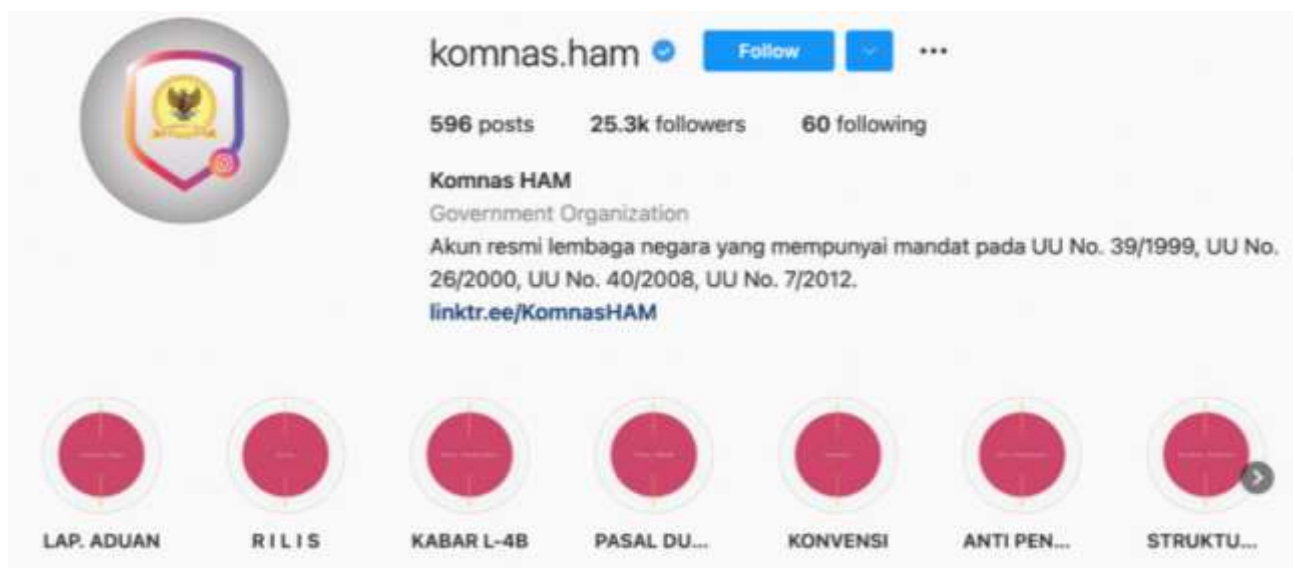 komnas.ham Follow
596 posts 25.3k followers 60 following
Komnas HAM
Government Organization
Akun resmi lembaga negara yang mempunyai mandat pada UU No. 39/1999, UU No.
26/2000, UU No. 40/2008, UU No. 7/2012.
linktr.ee/KomnasHAM
LAP. ADUAN R I L I S KABAR L-4B PASAL DU... KONVENSI ANTI PEN... STRUKTU...